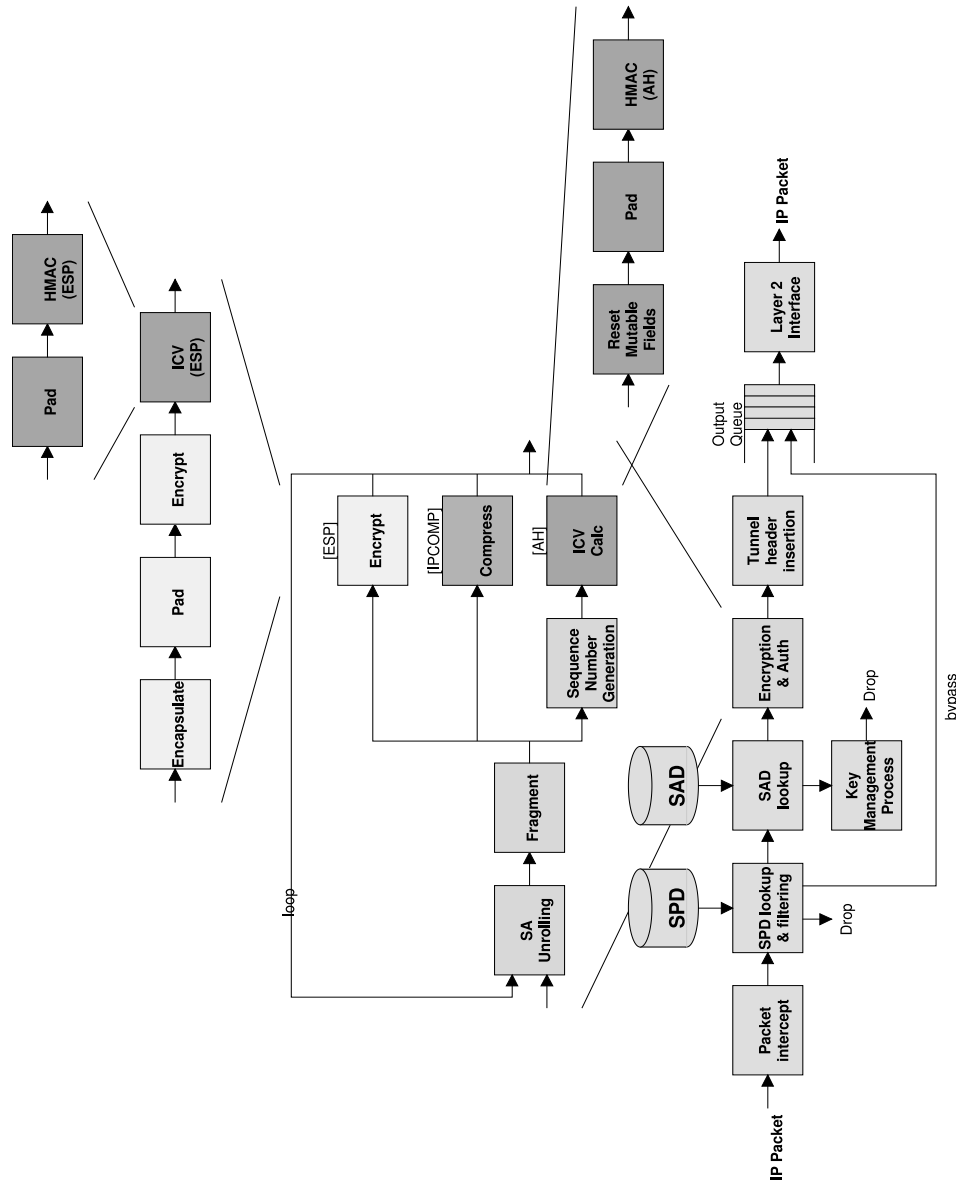 Pad
HMAC
(ESP)
Encapsulate
Pad
Encrypt
ICV
(ESP)
loop
SA
Unrolling
Fragment
[ESP]
Encrypt
[IPCOMP]
Compress
Sequence
Number
Generation
[AH]
ICV
Calc
Reset
Mutable
Fields
Pad
HMAC
(AH)
SPD
SAD
IP Packet
Packet
intercept
SPD lookup
& filtering
Drop
SAD
lookup
Key
Management
Process
Drop
Encryption
& Auth
Tunnel
header
insertion
Output
Queue
Layer 2
Interface
IP Packet
bypass